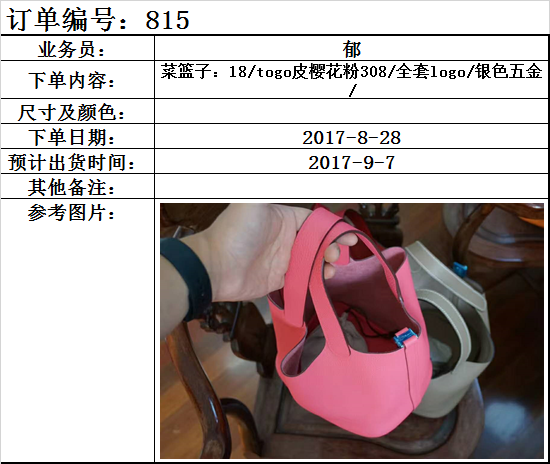 订单编号：815
业务员：
郁
下单内容：
菜篮子：18/togo皮樱花粉308/全套logo/银色五金
/
尺寸及颜色：
下单日期：
2017-8-28
预计出货时间：
2017-9-7
其他备注：
参考图片：